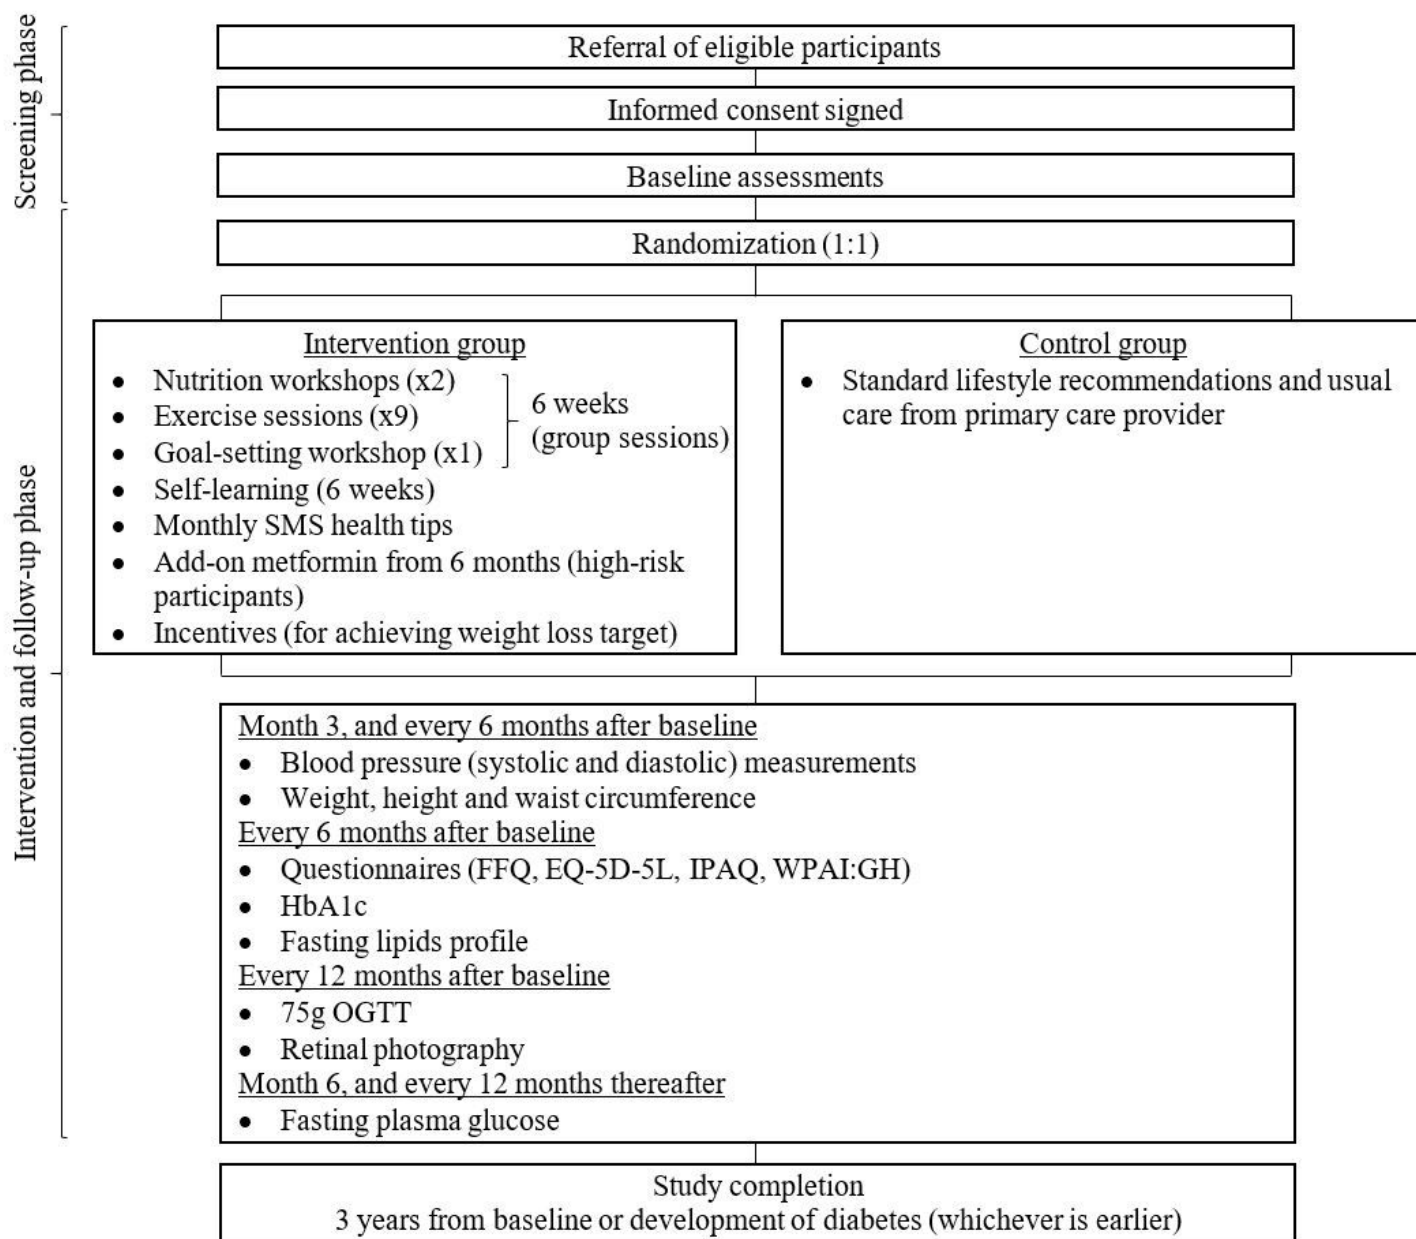 Screening phase
Referral of eligible participants
Informed consent signed
Baseline assessments
Intervention and follow-up phase
Randomization (1:1)
Intervention group
• Nutrition workshops (x2)
• Exercise sessions (x9)
• Goal-setting workshop (x1)
6 weeks
(group sessions)
• Self-learning (6 weeks)
• Monthly SMS health tips
• Add-on metformin from 6 months (high-risk
participants)
• Incentives (for achieving weight loss target)
Control group
• Standard lifestyle recommendations and usual
care from primary care provider
Month 3, and every 6 months after baseline
• Blood pressure (systolic and diastolic) measurements
• Weight, height and waist circumference
Every 6 months after baseline
• Questionnaires (FFQ, EQ-5D-5L, IPAQ, WPAI:GH)
• HbA1c
• Fasting lipids profile
Every 12 months after baseline
• 75g OGTT
• Retinal photography
Month 6, and every 12 months thereafter
• Fasting plasma glucose
Study completion
3 years from baseline or development of diabetes (whichever is earlier)